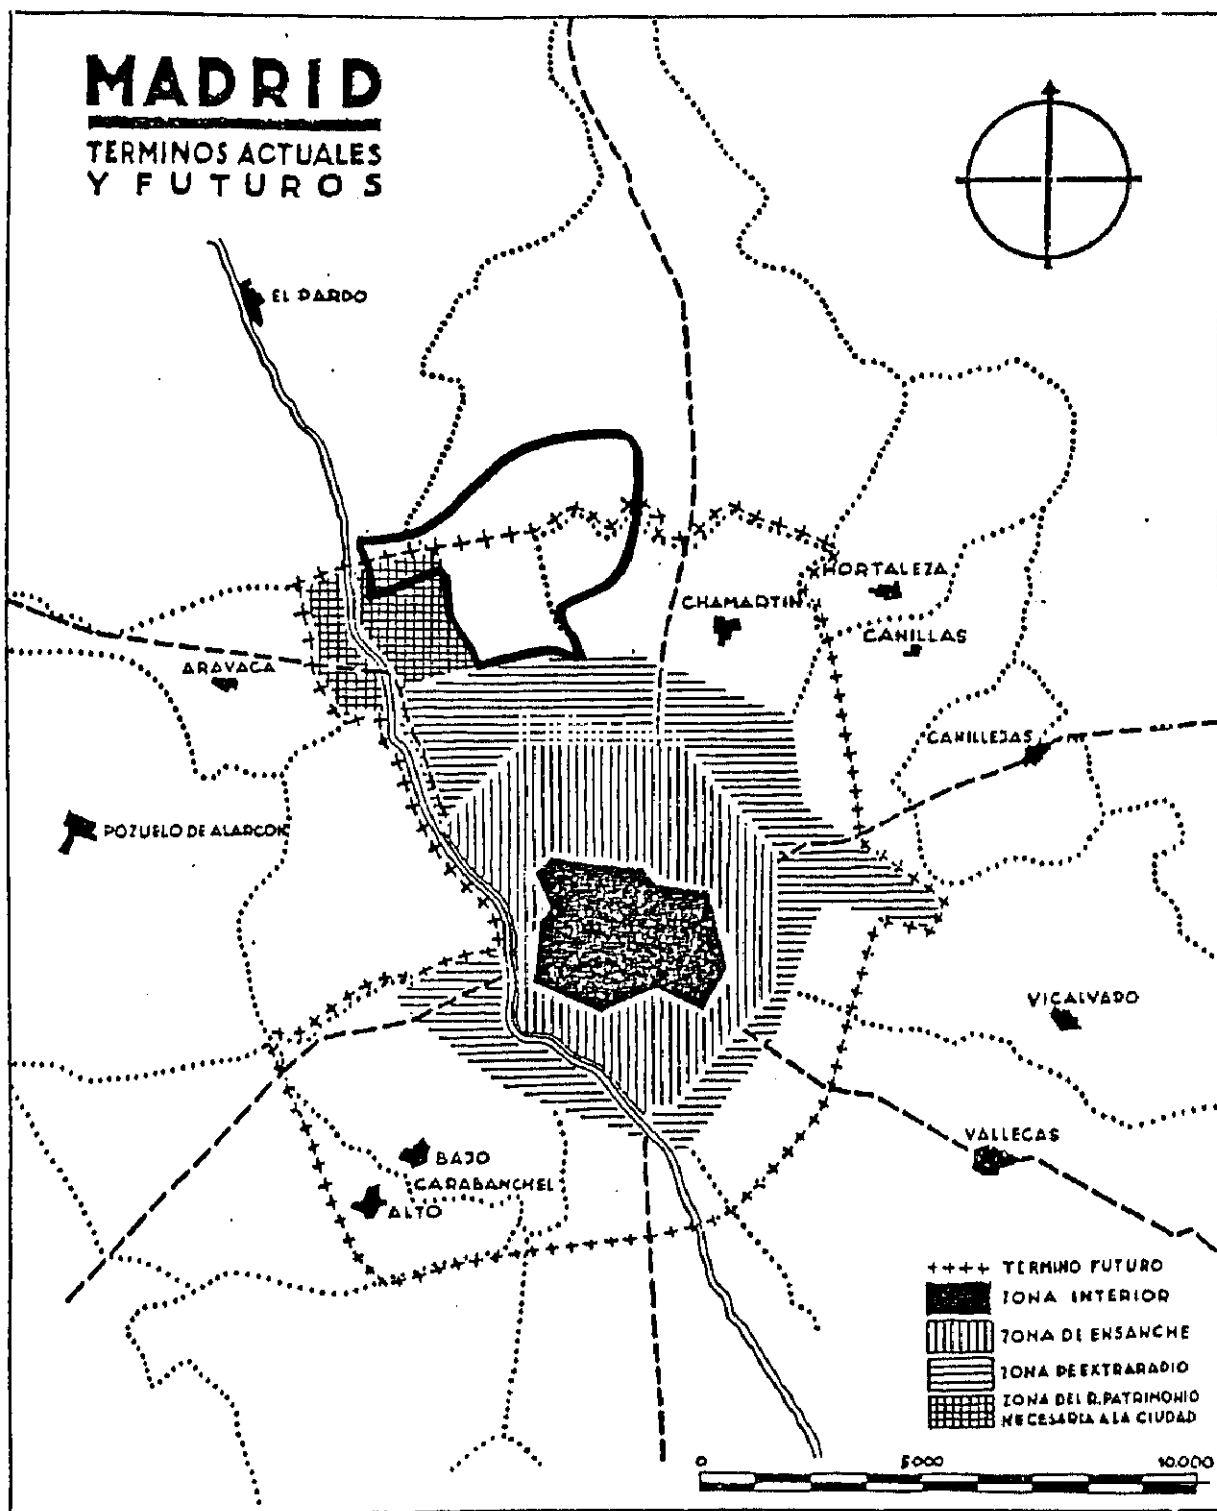 MADRID
TERMINOS ACTUALES
Y FUTUROS
EL PARDO
HORTALEZA
CHAMARTIN
CANILLAS
ARAVACA
CANILLEJAS
POZUELO DE ALARCON
VICALVADO
VALLECAS
BAJO
CARABANCHEL
ALTO
++++ TERMINO FUTURO
ZONA INTERIOR
ZONA DE ENSANCHE
ZONA DE EXTRARADIO
ZONA DEL R. PATRIMONIO
NECESARIA A LA CIUDAD
0 5000 10.000